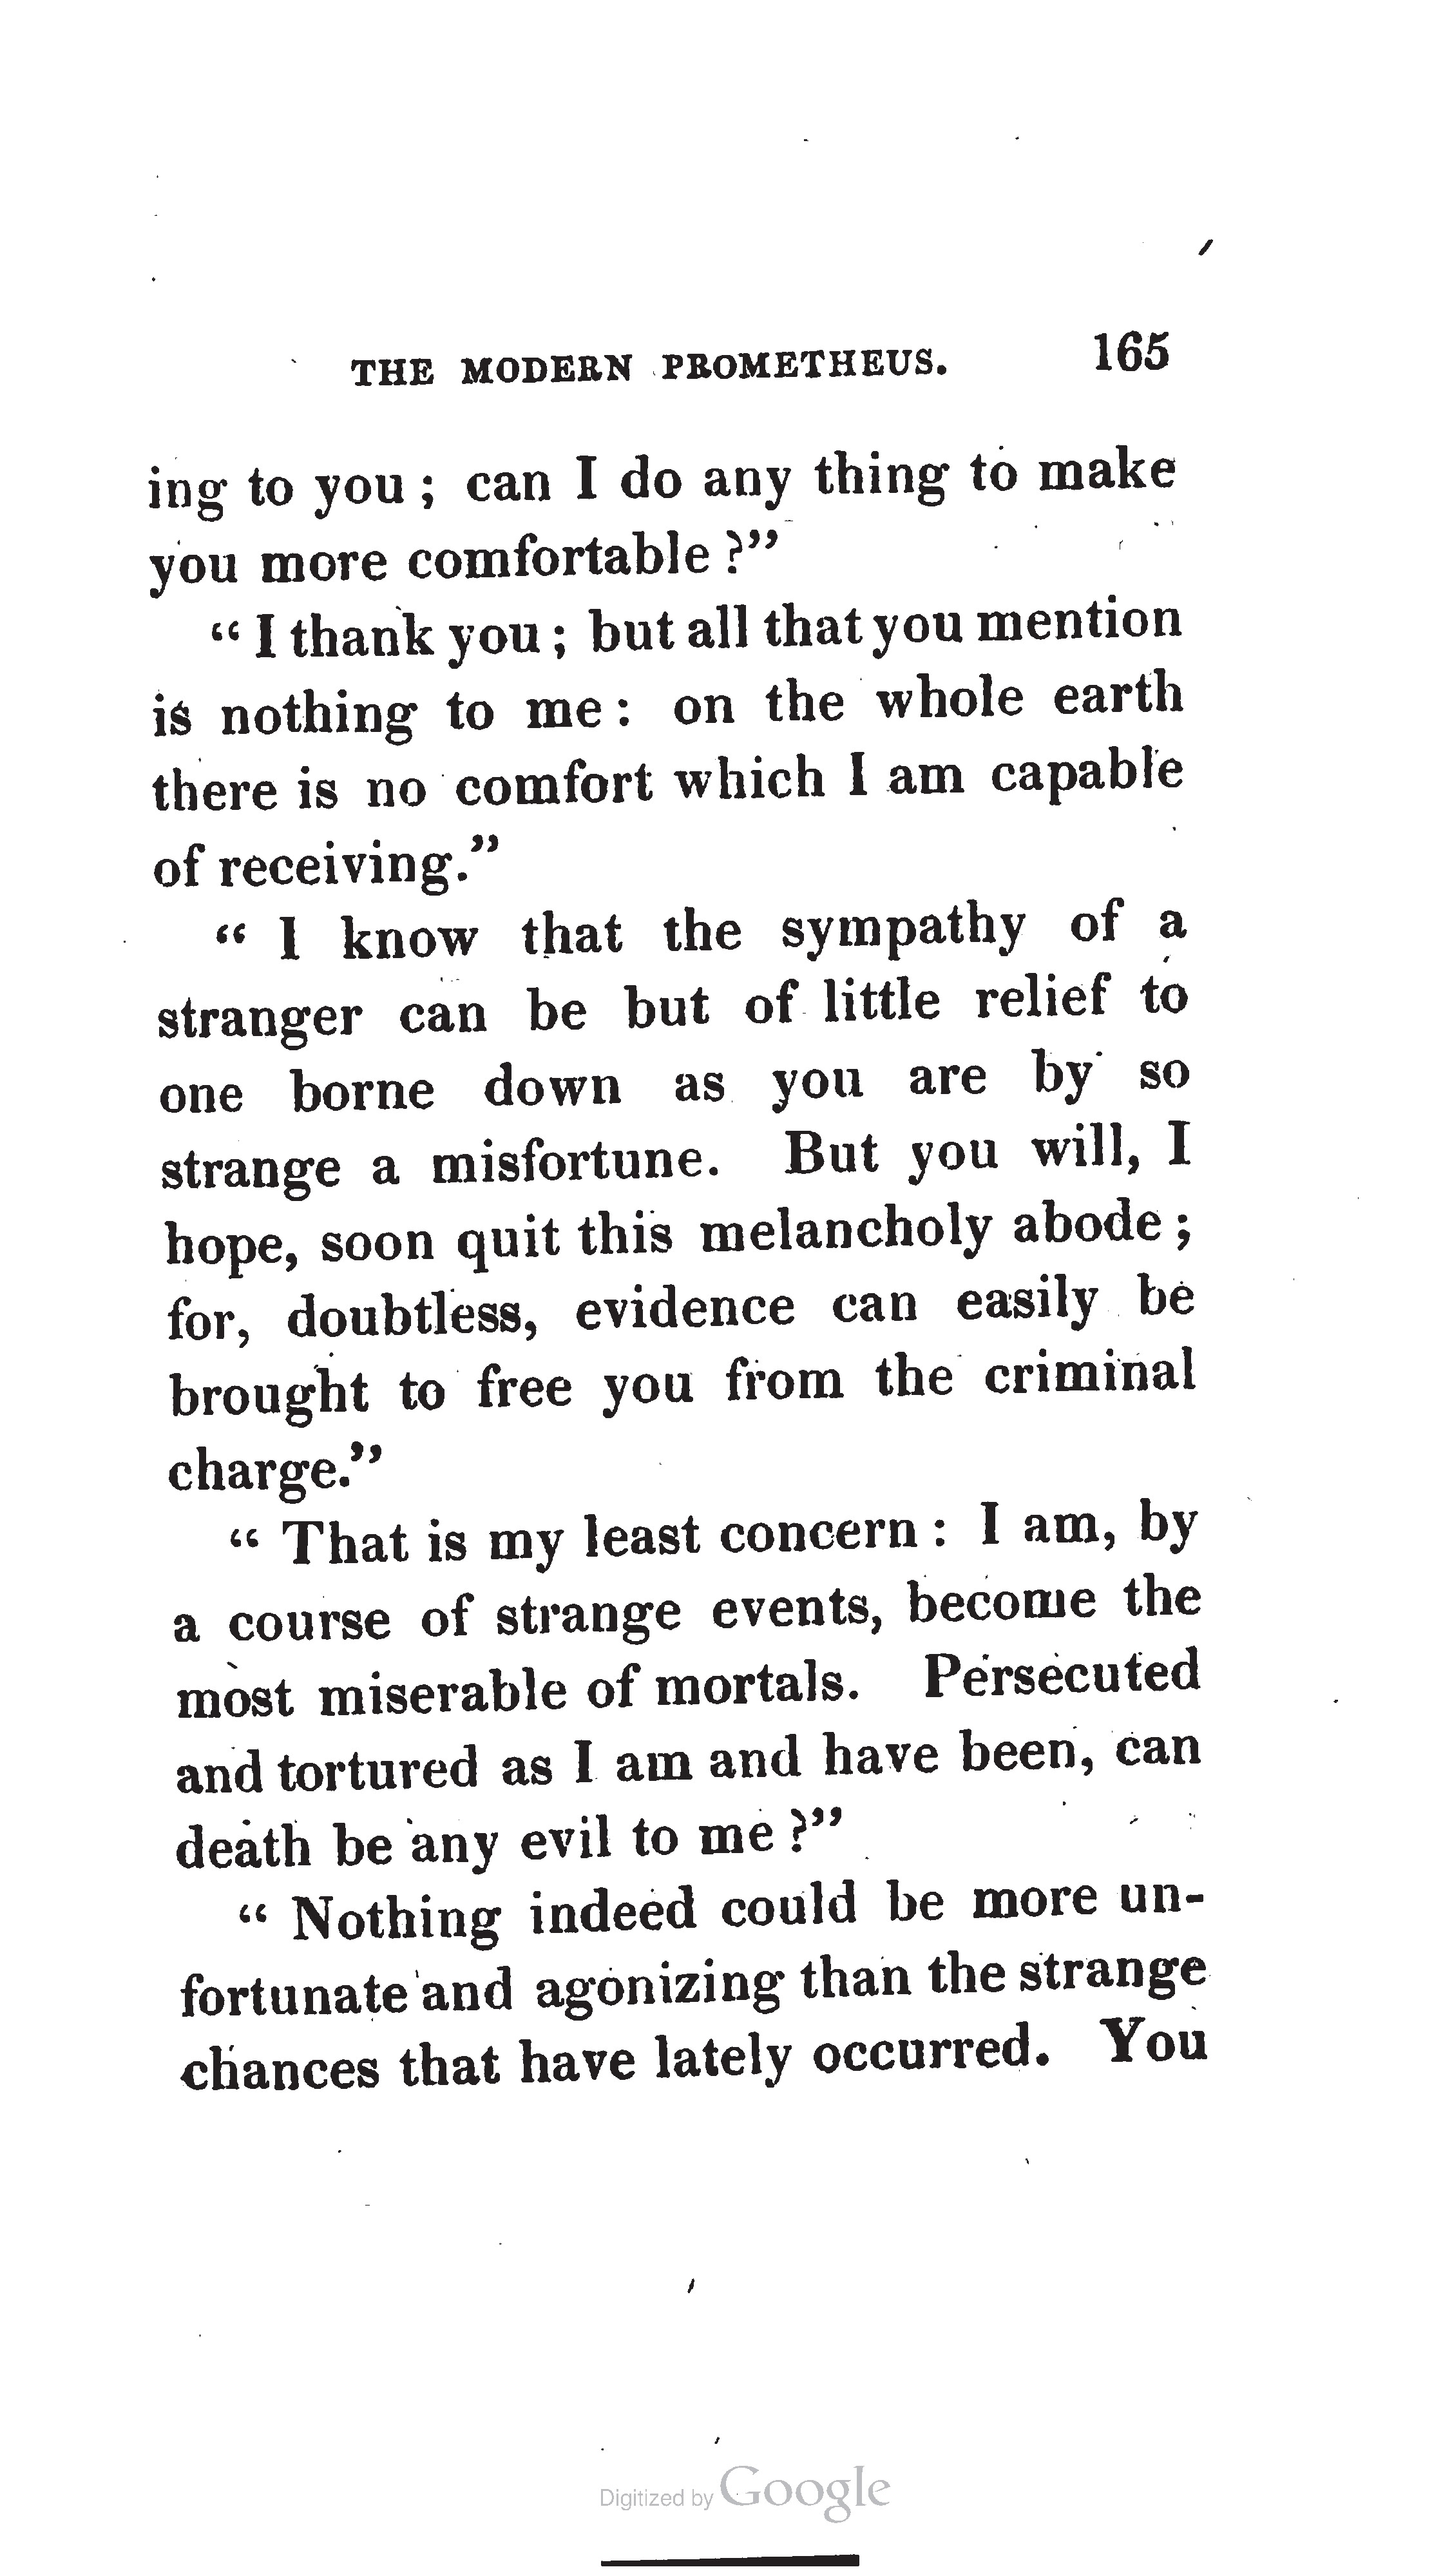 THE MODERN PROMETHEUS. 165
ing to you ; can I do any thing to make
you more comfortable ?”
“ I thank you ; but all that you mention
is nothing to me : on the whole earth
there is no comfort which I am capable
of receiving.”
“ I know that the sympathy of a
stranger can be but of little relief to
one borne down as you are by so
strange a misfortune. But you will, I
hope, soon quit this melancholy abode ;
for, doubtless, evidence can easily be
brought to free you from the criminal
charge.”
“ That is my least concern : I am, by
a course of strange events, become the
most miserable of mortals. Persecuted
and tortured as I am and have been, can
death be any evil to me ?”
“ Nothing indeed could be more un-
fortunate and agonizing than the strange
chances that have lately occurred. You
Digitized by Google